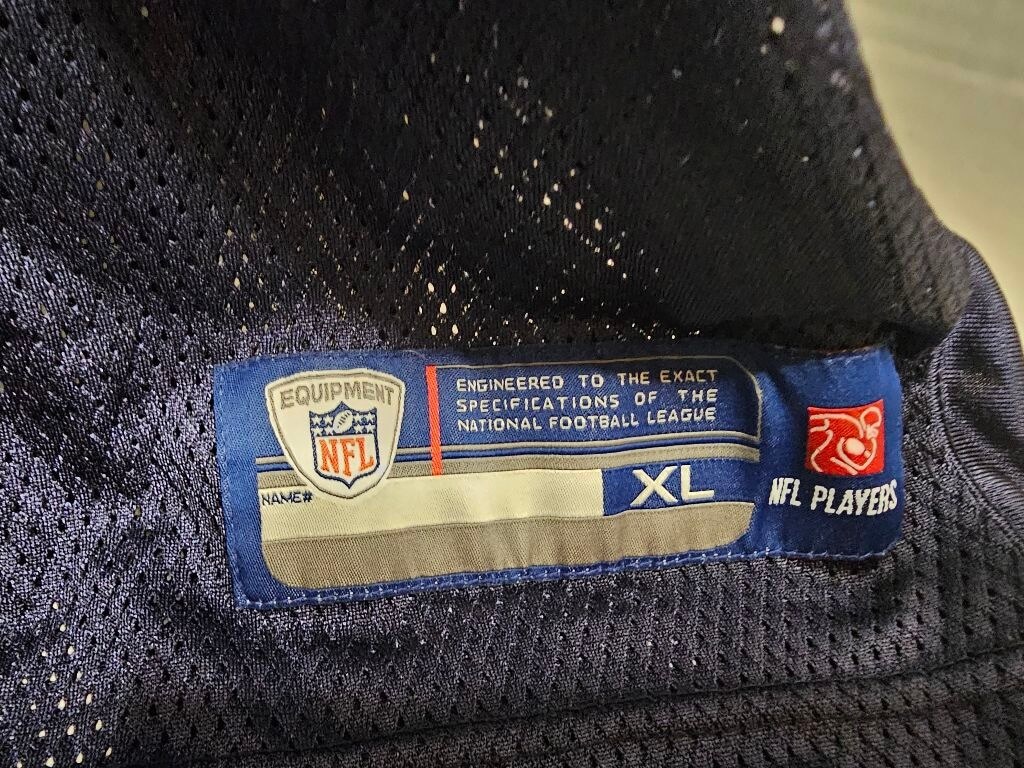 EQUIPMENT
NFL
ENGINEERED TO THE EXACT
SPECIFICATIONS OF THE
NATIONAL FOOTBALL LEAGUE
NAME#
XL
NFL PLAYERS